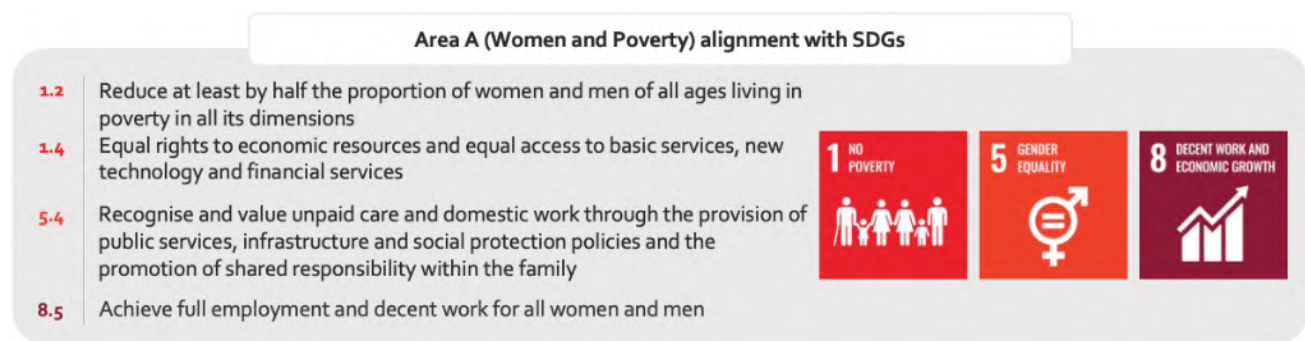 Area A (Women and Poverty) alignment with SDGs
1.2 Reduce at least by half the proportion of women and men of all ages living in
poverty in all its dimensions
1.4 Equal rights to economic resources and equal access to basic services, new
technology and financial services
5.4 Recognise and value unpaid care and domestic work through the provision of
public services, infrastructure and social protection policies and the
promotion of shared responsibility within the family
8.5 Achieve full employment and decent work for all women and men
1 NO
POVERTY
5 GENDER
EQUALITY
8 DECENT WORK AND
ECONOMIC GROWTH